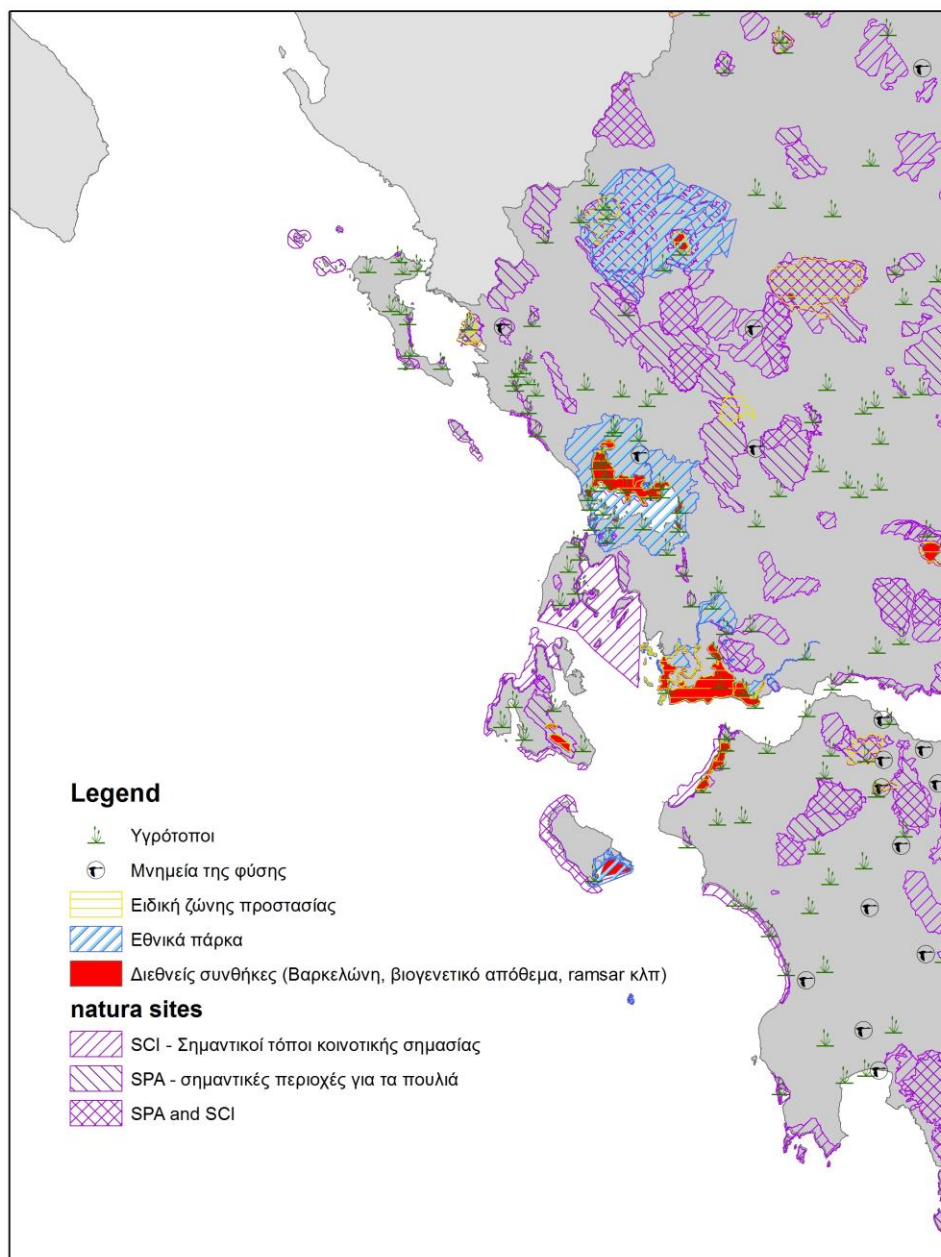 Legend
Υγρότοποι
Μνημεία της φύσης
Ειδική ζώνης προστασίας
Εθνικά πάρκα
Διεθνείς συνθήκες (Βαρκελώνη, βιογενετικό απόθεμα, ramsar κλπ)
natura sites
SCI - Σημαντικοί τόποι κοινοτικής σημασίας
SPA - σημαντικές περιοχές για τα πουλιά
SPA and SCI